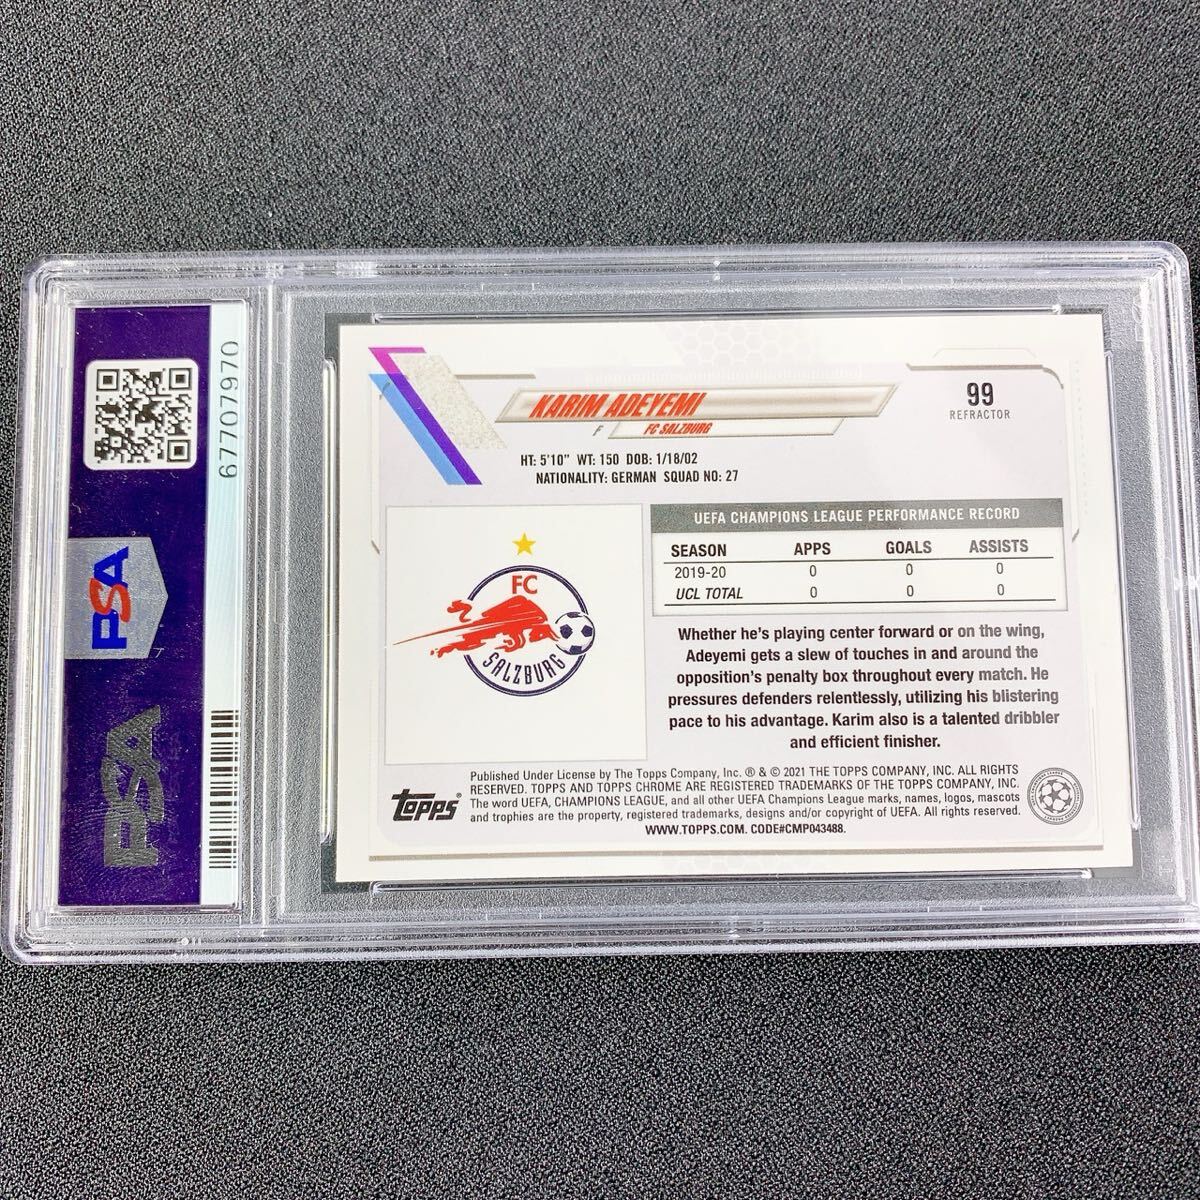 67707970
PSA
PSA
KARIM ADEYEMI
F FC SALZBURG
99
REFRACTOR
HT: 5'10" WT: 150 DOB: 1/18/02
NATIONALITY: GERMAN SQUAD NO: 27
FC
SALZBURG
UEFA CHAMPIONS LEAGUE PERFORMANCE RECORD
SEASON APPS GOALS ASSISTS
2019-20 0 0 0
UCL TOTAL 0 0 0
Whether he's playing center forward or on the wing,
Adeyemi gets a slew of touches in and around the
opposition's penalty box throughout every match. He
pressures defenders relentlessly, utilizing his blistering
pace to his advantage. Karim also is a talented dribbler
and efficient finisher.
Topps®
Published Under License by The Topps Company, Inc. ® & © 2021 THE TOPPS COMPANY, INC. ALL RIGHTS
RESERVED. TOPPS AND TOPPS CHROME ARE REGISTERED TRADEMARKS OF THE TOPPS COMPANY, INC.
The word UEFA, CHAMPIONS LEAGUE, and all other UEFA Champions League marks, names, logos, mascots
and trophies are the property, registered trademarks, designs and/or copyright of UEFA. All rights reserved.
WWW.TOPPS.COM. CODE#CMP043488.